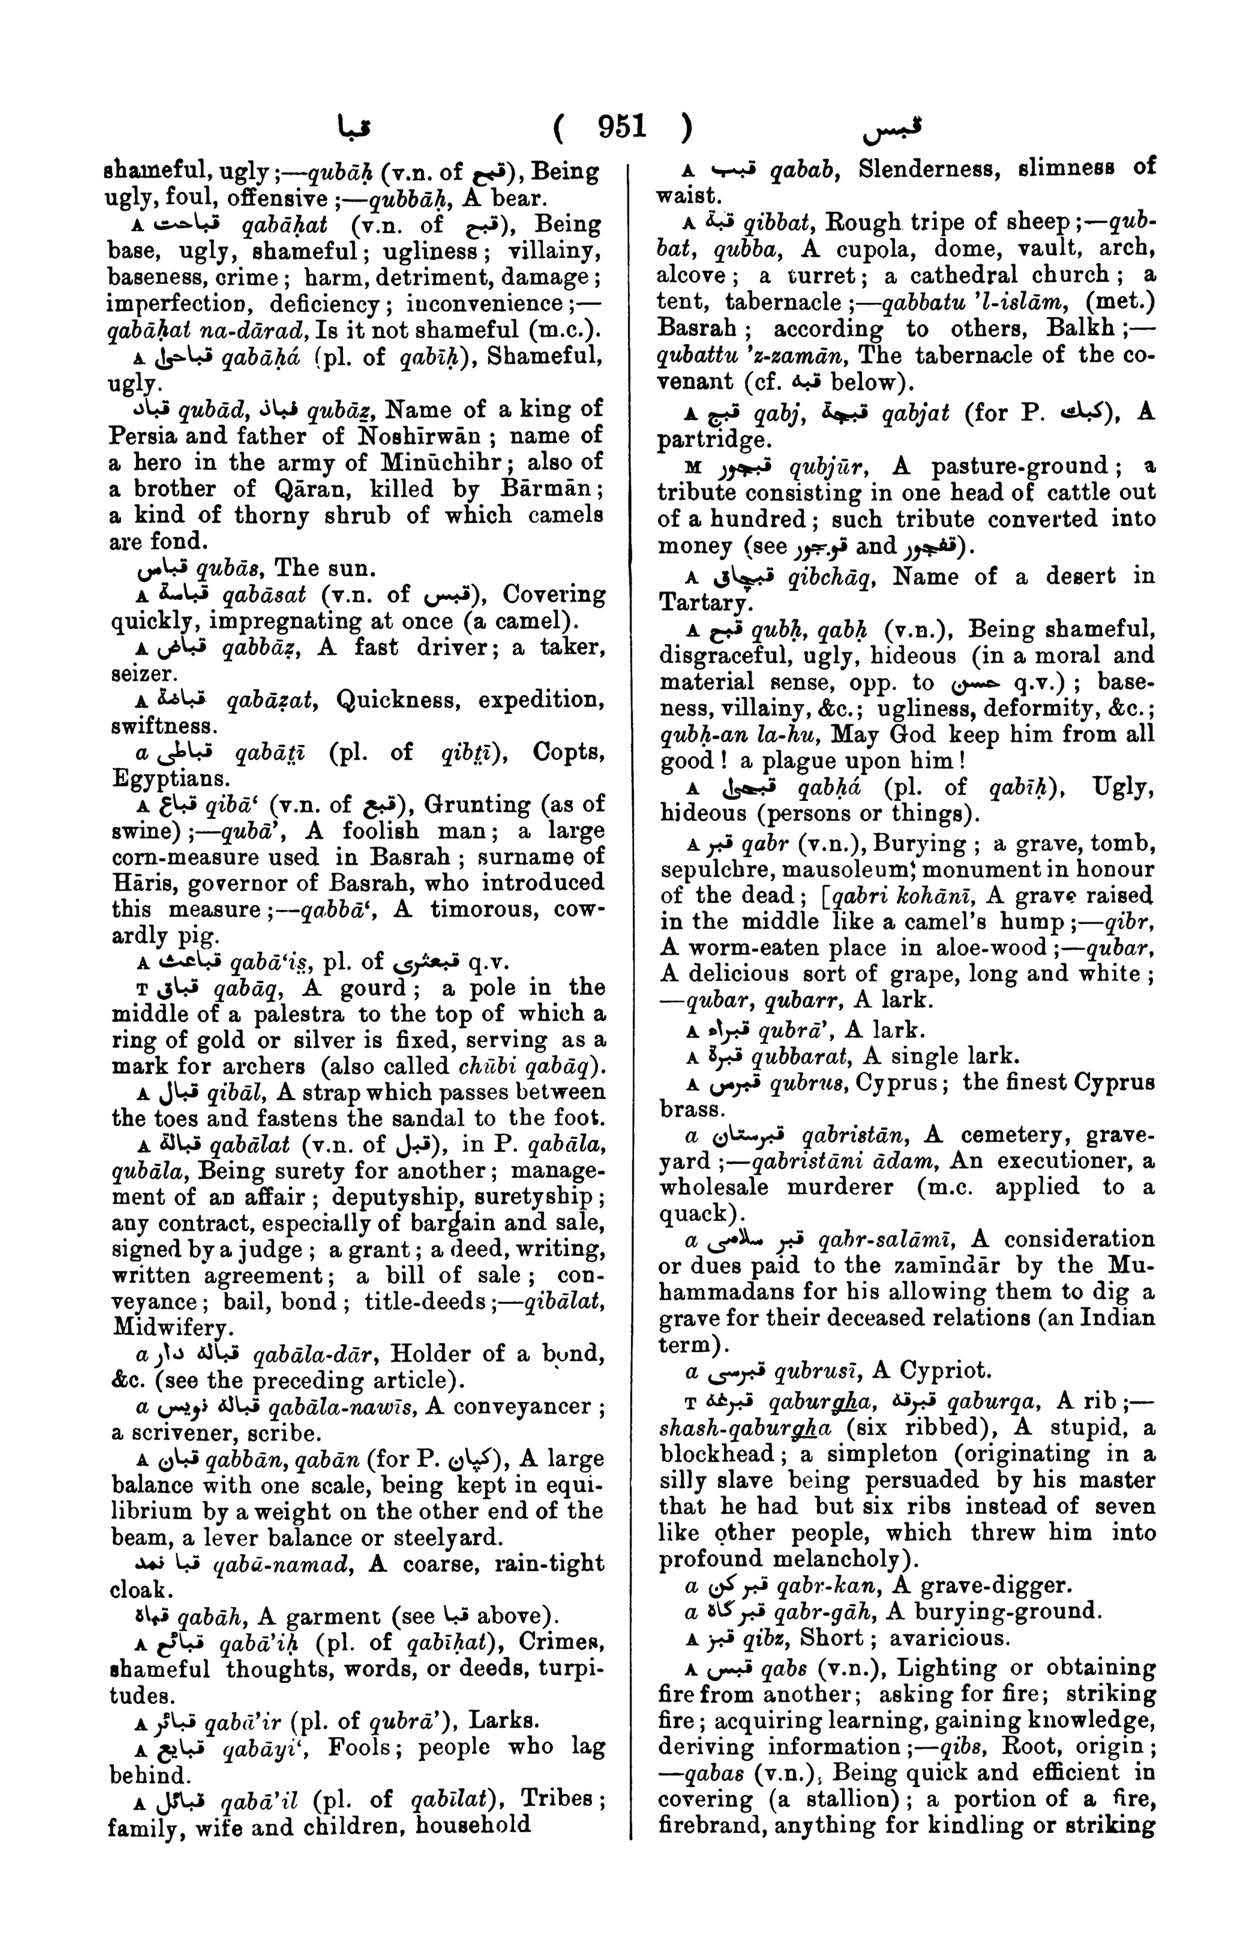 قبا ( 951 ) قبس
shameful, ugly;—qubāḥ (v.n. of قبح), Being
ugly, foul, offensive;—qubbāḥ, A bear.
A قباحت qabāḥat (v.n. of قبح), Being
base, ugly, shameful; ugliness; villainy,
baseness, crime; harm, detriment, damage;
imperfection, deficiency; inconvenience;—
qabāḥat na-dārad, Is it not shameful (m.c.).
A قباحیٰ qabāḥá (pl. of qabīḥ), Shameful,
ugly.
قباد qubād, قباذ qubāẕ, Name of a king of
Persia and father of Noshīrwān; name of
a hero in the army of Minūchihr; also of
a brother of Qāran, killed by Bārmān;
a kind of thorny shrub of which camels
are fond.
قباس qubās, The sun.
A قباسة qabāsat (v.n. of قبس), Covering
quickly, impregnating at once (a camel).
A قباض qabbāẓ, A fast driver; a taker,
seizer.
A قباضة qabāẓat, Quickness, expedition,
swiftness.
a قباطی qabāt̤ī (pl. of qibt̤ī), Copts,
Egyptians.
A قباع qibā‘ (v.n. of قبع), Grunting (as of
swine);—qubā’, A foolish man; a large
corn-measure used in Basrah; surname of
Hāris, governor of Basrah, who introduced
this measure;—qabbā‘, A timorous, cow-
ardly pig.
A قباعث qabā‘is̤, pl. of قبعثری q.v.
T قباق qabāq, A gourd; a pole in the
middle of a palestra to the top of which a
ring of gold or silver is fixed, serving as a
mark for archers (also called chūbi qabāq).
A قبال qibāl, A strap which passes between
the toes and fastens the sandal to the foot.
A قبالة qabālat (v.n. of قبل), in P. qabāla,
qubāla, Being surety for another; manage-
ment of an affair; deputyship, suretyship;
any contract, especially of bargain and sale,
signed by a judge; a grant; a deed, writing,
written agreement; a bill of sale; con-
veyance; bail, bond; title-deeds;—qibālat,
Midwifery.
a قباله دار qabāla-dār, Holder of a bond,
&c. (see the preceding article).
a قباله نویس qabāla-nawīs, A conveyancer;
a scrivener, scribe.
A قبان qabbān, qabān (for P. کپان), A large
balance with one scale, being kept in equi-
librium by a weight on the other end of the
beam, a lever balance or steelyard.
قبا نمد qabā-namad, A coarse, rain-tight
cloak.
قباه qabāh, A garment (see قبا above).
A قبائح qabā’iḥ (pl. of qabīḥat), Crimes,
shameful thoughts, words, or deeds, turpi-
tudes.
A قبائر qabā’ir (pl. of qubrā’), Larks.
A قبایع qabāyi‘, Fools; people who lag
behind.
A قبائل qabā’il (pl. of qabīlat), Tribes;
family, wife and children, household
A قبب qabab, Slenderness, slimness of
waist.
A قبة qibbat, Rough tripe of sheep;—qub-
bat, qubba, A cupola, dome, vault, arch,
alcove; a turret; a cathedral church; a
tent, tabernacle;—qabbatu 'l-islām, (met.)
Basrah; according to others, Balkh;—
qubattu 'z-zamān, The tabernacle of the co-
venant (cf. قبه below).
A قبج qabj, قبجة qabjat (for P. کبك), A
partridge.
M قبجور qubjūr, A pasture-ground; a
tribute consisting in one head of cattle out
of a hundred; such tribute converted into
money (see قوجور and قفچور).
A قبچاق qibchāq, Name of a desert in
Tartary.
A قبح qubḥ, qabḥ (v.n.), Being shameful,
disgraceful, ugly, hideous (in a moral and
material sense, opp. to حسن q.v.); base-
ness, villainy, &c.; ugliness, deformity, &c.;
qubḥ-an la-hu, May God keep him from all
good! a plague upon him!
A قبحیٰ qabḥá (pl. of qabīḥ), Ugly,
hideous (persons or things).
A قبر qabr (v.n.), Burying; a grave, tomb,
sepulchre, mausoleum; monument in honour
of the dead; [qabri kohānī, A grave raised
in the middle like a camel's hump;—qibr,
A worm-eaten place in aloe-wood;—qubar,
A delicious sort of grape, long and white;
—qubar, qubarr, A lark.
A قبراء qubrā’, A lark.
A قبرة qubbarat, A single lark.
A قبرس qubrus, Cyprus; the finest Cyprus
brass.
a قبرستان qabristān, A cemetery, grave-
yard;—qabristāni ādam, An executioner, a
wholesale murderer (m.c. applied to a
quack).
a قبر سلامی qabr-salāmī, A consideration
or dues paid to the zamīndār by the Mu-
hammadans for his allowing them to dig a
grave for their deceased relations (an Indian
term).
a قبرسی qubrusī, A Cypriot.
T قبرغه qaburgha, قبرقه qaburqa, A rib;—
shash-qaburgha (six ribbed), A stupid, a
blockhead; a simpleton (originating in a
silly slave being persuaded by his master
that he had but six ribs instead of seven
like other people, which threw him into
profound melancholy).
a قبر کن qabr-kan, A grave-digger.
a قبر گاه qabr-gāh, A burying-ground.
A قبز qibz, Short; avaricious.
A قبس qabs (v.n.), Lighting or obtaining
fire from another; asking for fire; striking
fire; acquiring learning, gaining knowledge,
deriving information;—qibs, Root, origin;
—qabas (v.n.), Being quick and efficient in
covering (a stallion); a portion of a fire,
firebrand, anything for kindling or striking